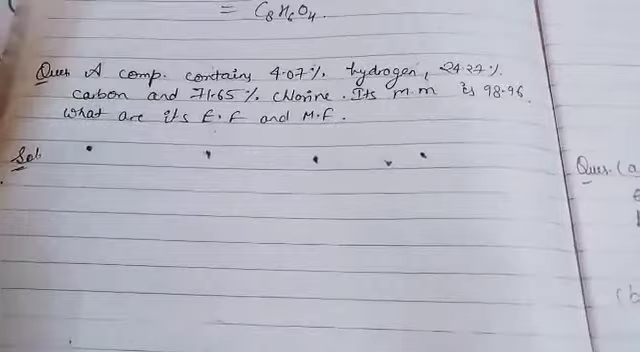 = C8H6O4.
Ques. A comp. contains 4.07% hydrogen, 24.27%
carbon and 71.65% chlorine. Its m.m is 98.96.
what are its E.F and M.F.
Sol.
Ques. (a
(b